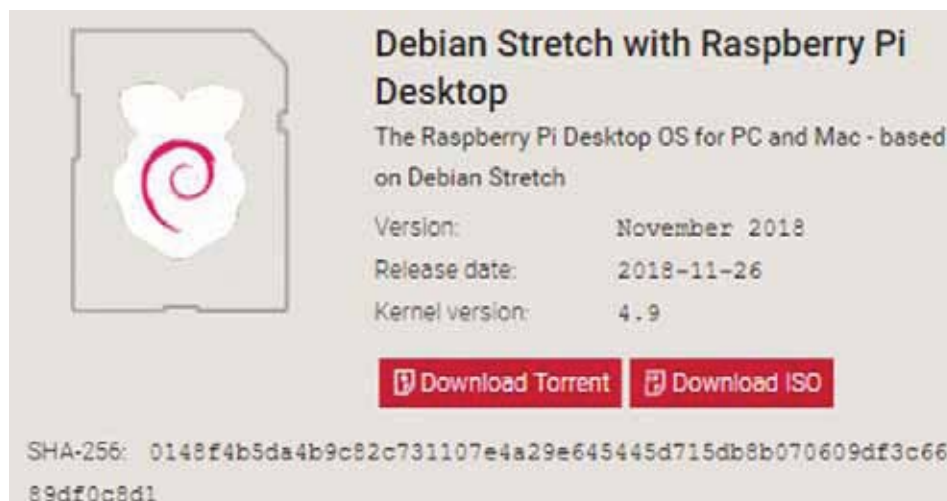 Debian Stretch with Raspberry Pi
Desktop
The Raspberry Pi Desktop OS for PC and Mac - based
on Debian Stretch
Version: November 2018
Release date: 2018-11-26
Kernel version: 4.9
Download Torrent Download ISO
SHA-256: 0148f4b5da4b9c82c731107e4a29e645445d715db8b070609df3c66
89df0c8d1